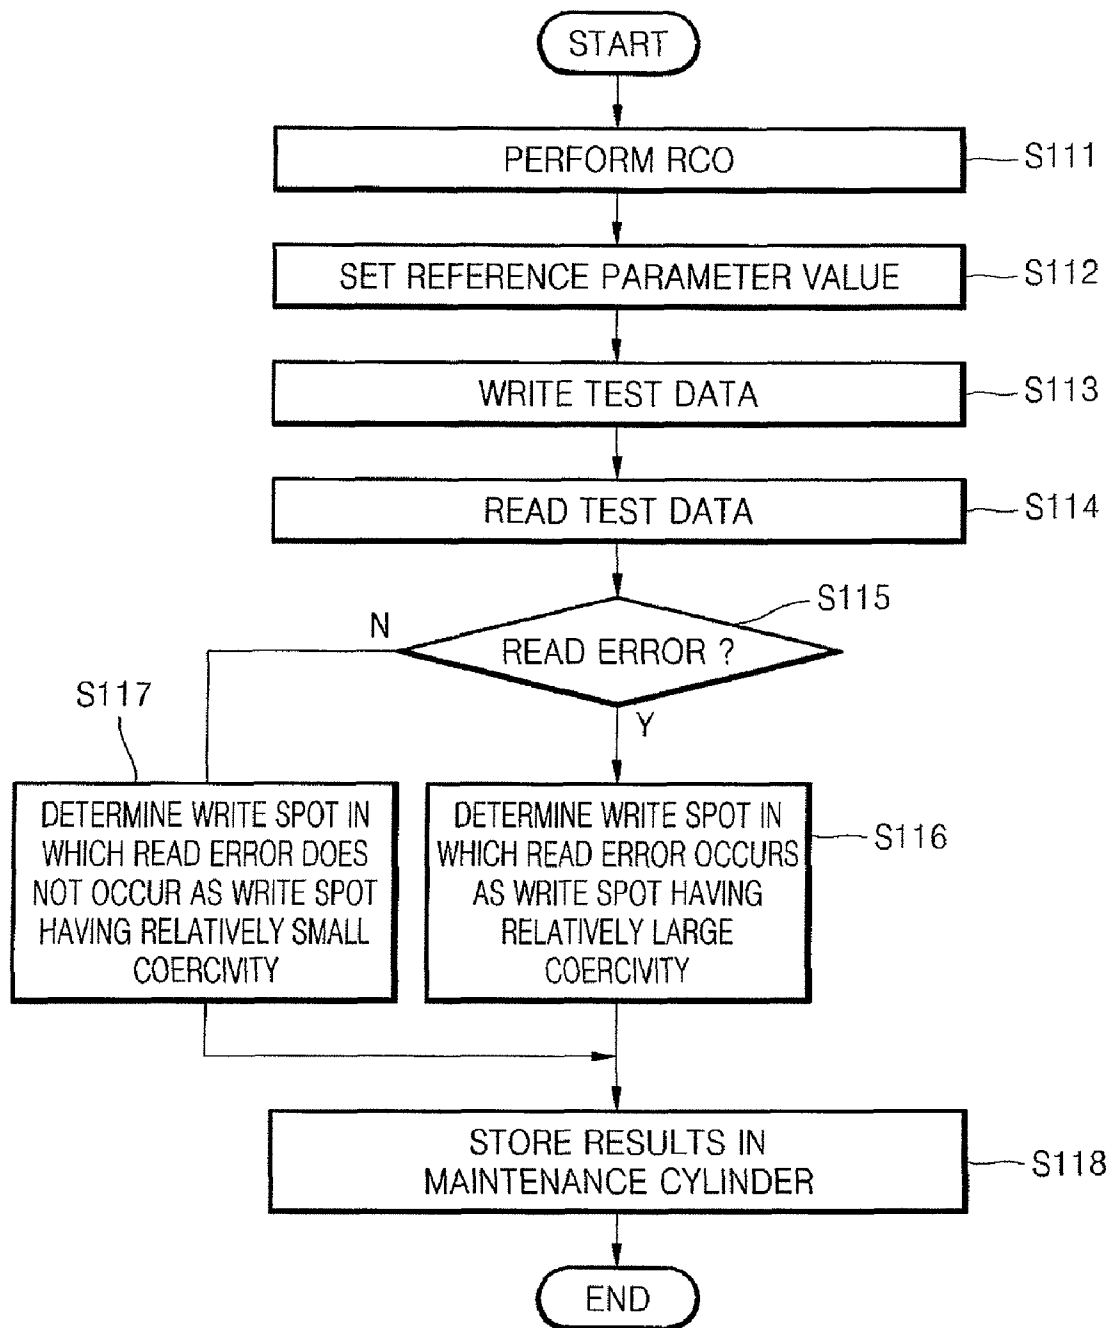 START
PERFORM RCO
S111
SET REFERENCE PARAMETER VALUE
S112
WRITE TEST DATA
S113
READ TEST DATA
S114
S115
N
READ ERROR ?
S117
Y
DETERMINE WRITE SPOT IN
WHICH READ ERROR DOES
NOT OCCUR AS WRITE SPOT
HAVING RELATIVELY SMALL
COERCIVITY
DETERMINE WRITE SPOT IN
WHICH READ ERROR OCCURS
AS WRITE SPOT HAVING
RELATIVELY LARGE
COERCIVITY
S116
STORE RESULTS IN
MAINTENANCE CYLINDER
S118
END